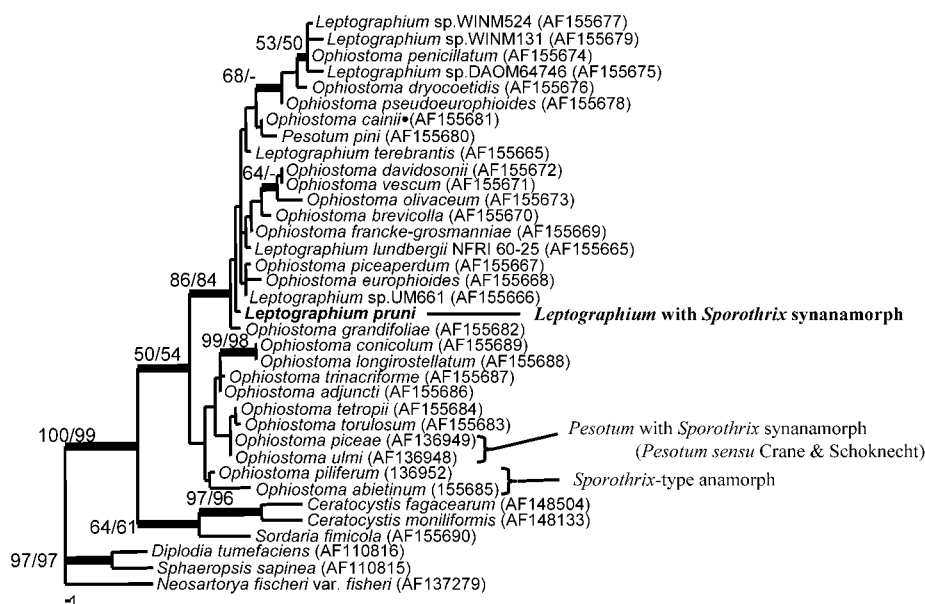 Leptographium sp.WINM524 (AF155677)
53/50
Leptographium sp.WINM131 (AF155679)
Ophiostoma penicillatum (AF155674)
68/-
Leptographium sp.DAOM64746 (AF155675)
Ophiostoma dryocoetidis (AF155676)
Ophiostoma pseudoeurophioides (AF155678)
Ophiostoma cainii•(AF155681)
Pesotum pini (AF155680)
Leptographium terebrantis (AF155665)
64/-
Ophiostoma davidosonii (AF155672)
Ophiostoma vescum (AF155671)
Ophiostoma olivaceum (AF155673)
Ophiostoma brevicolla (AF155670)
Ophiostoma francke-grosmanniae (AF155669)
Leptographium lundbergii NFRI 60-25 (AF155665)
Ophiostoma piceaperdum (AF155667)
86/84
Ophiostoma europhioides (AF155668)
Leptographium sp.UM661 (AF155666)
Leptographium pruni Leptographium with Sporothrix synanamorph
Ophiostoma grandifoliae (AF155682)
99/98
Ophiostoma conicolum (AF155689)
50/54
Ophiostoma longirostellatum (AF155688)
Ophiostoma trinacriforme (AF155687)
Ophiostoma adjuncti (AF155686)
Ophiostoma tetropii (AF155684)
Ophiostoma torulosum (AF155683)
100/99
Ophiostoma piceae (AF136949)
Pesotum with Sporothrix synanamorph
(Pesotum sensu Crane & Schoknecht)
Ophiostoma ulmi (AF136948)
Ophiostoma piliferum (136952)
Sporothrix-type anamorph
Ophiostoma abietinum (155685)
97/96
Ceratocystis fagacearum (AF148504)
64/61
Ceratocystis moniliformis (AF148133)
Sordaria fimicola (AF155690)
97/97
Diplodia tumefaciens (AF110816)
Sphaeropsis sapinea (AF110815)
Neosartorya fischeri var. fisheri (AF137279)
1